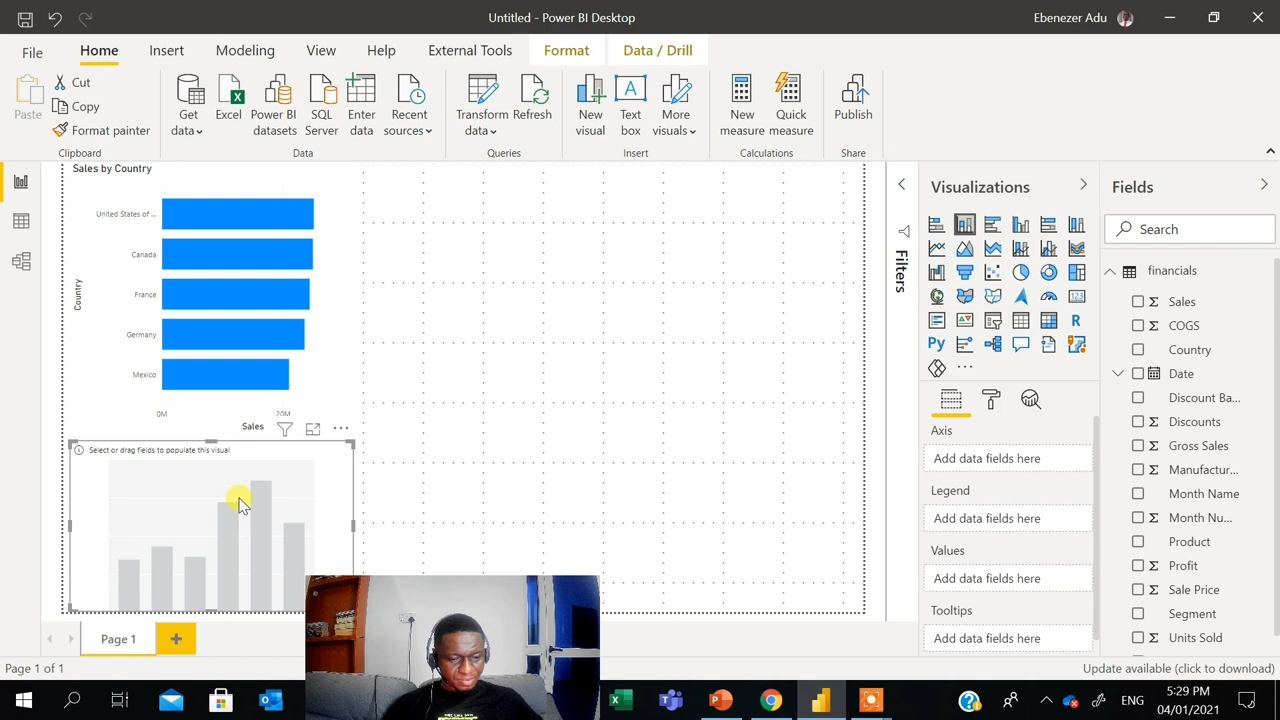 Untitled - Power BI Desktop
Ebenezer Adu
File
Home
Insert
Modeling
View
Help
External Tools
Format
Data / Drill
Paste
Cut
Copy
Format painter
Clipboard
Get data
Excel
Power BI datasets
SQL Server
Enter data
Recent sources
Data
Transform data
Refresh
Queries
New visual
Text box
More visuals
Insert
New measure
Quick measure
Calculations
Publish
Share
Sales by Country
Country
United States of ...
Canada
France
Germany
Mexico
0M
20M
Sales
Select or drag fields to populate this visual
Filters
Visualizations
R
Py
123
Axis
Add data fields here
Legend
Add data fields here
Values
Add data fields here
Tooltips
Add data fields here
Fields
Search
financials
Sales
COGS
Country
Date
Discount Ba...
Discounts
Gross Sales
Manufactur...
Month Name
Month Nu...
Product
Profit
Sale Price
Segment
Units Sold
Page 1
Page 1 of 1
Update available (click to download)
ENG
5:29 PM
04/01/2021